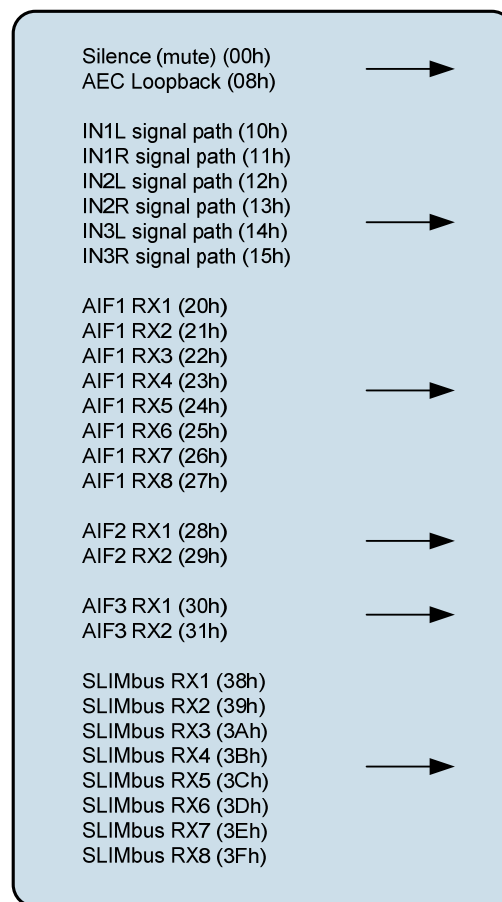 Silence (mute) (00h)
AEC Loopback (08h)
IN1L signal path (10h)
IN1R signal path (11h)
IN2L signal path (12h)
IN2R signal path (13h)
IN3L signal path (14h)
IN3R signal path (15h)
AIF1 RX1 (20h)
AIF1 RX2 (21h)
AIF1 RX3 (22h)
AIF1 RX4 (23h)
AIF1 RX5 (24h)
AIF1 RX6 (25h)
AIF1 RX7 (26h)
AIF1 RX8 (27h)
AIF2 RX1 (28h)
AIF2 RX2 (29h)
AIF3 RX1 (30h)
AIF3 RX2 (31h)
SLIMbus RX1 (38h)
SLIMbus RX2 (39h)
SLIMbus RX3 (3Ah)
SLIMbus RX4 (3Bh)
SLIMbus RX5 (3Ch)
SLIMbus RX6 (3Dh)
SLIMbus RX7 (3Eh)
SLIMbus RX8 (3Fh)